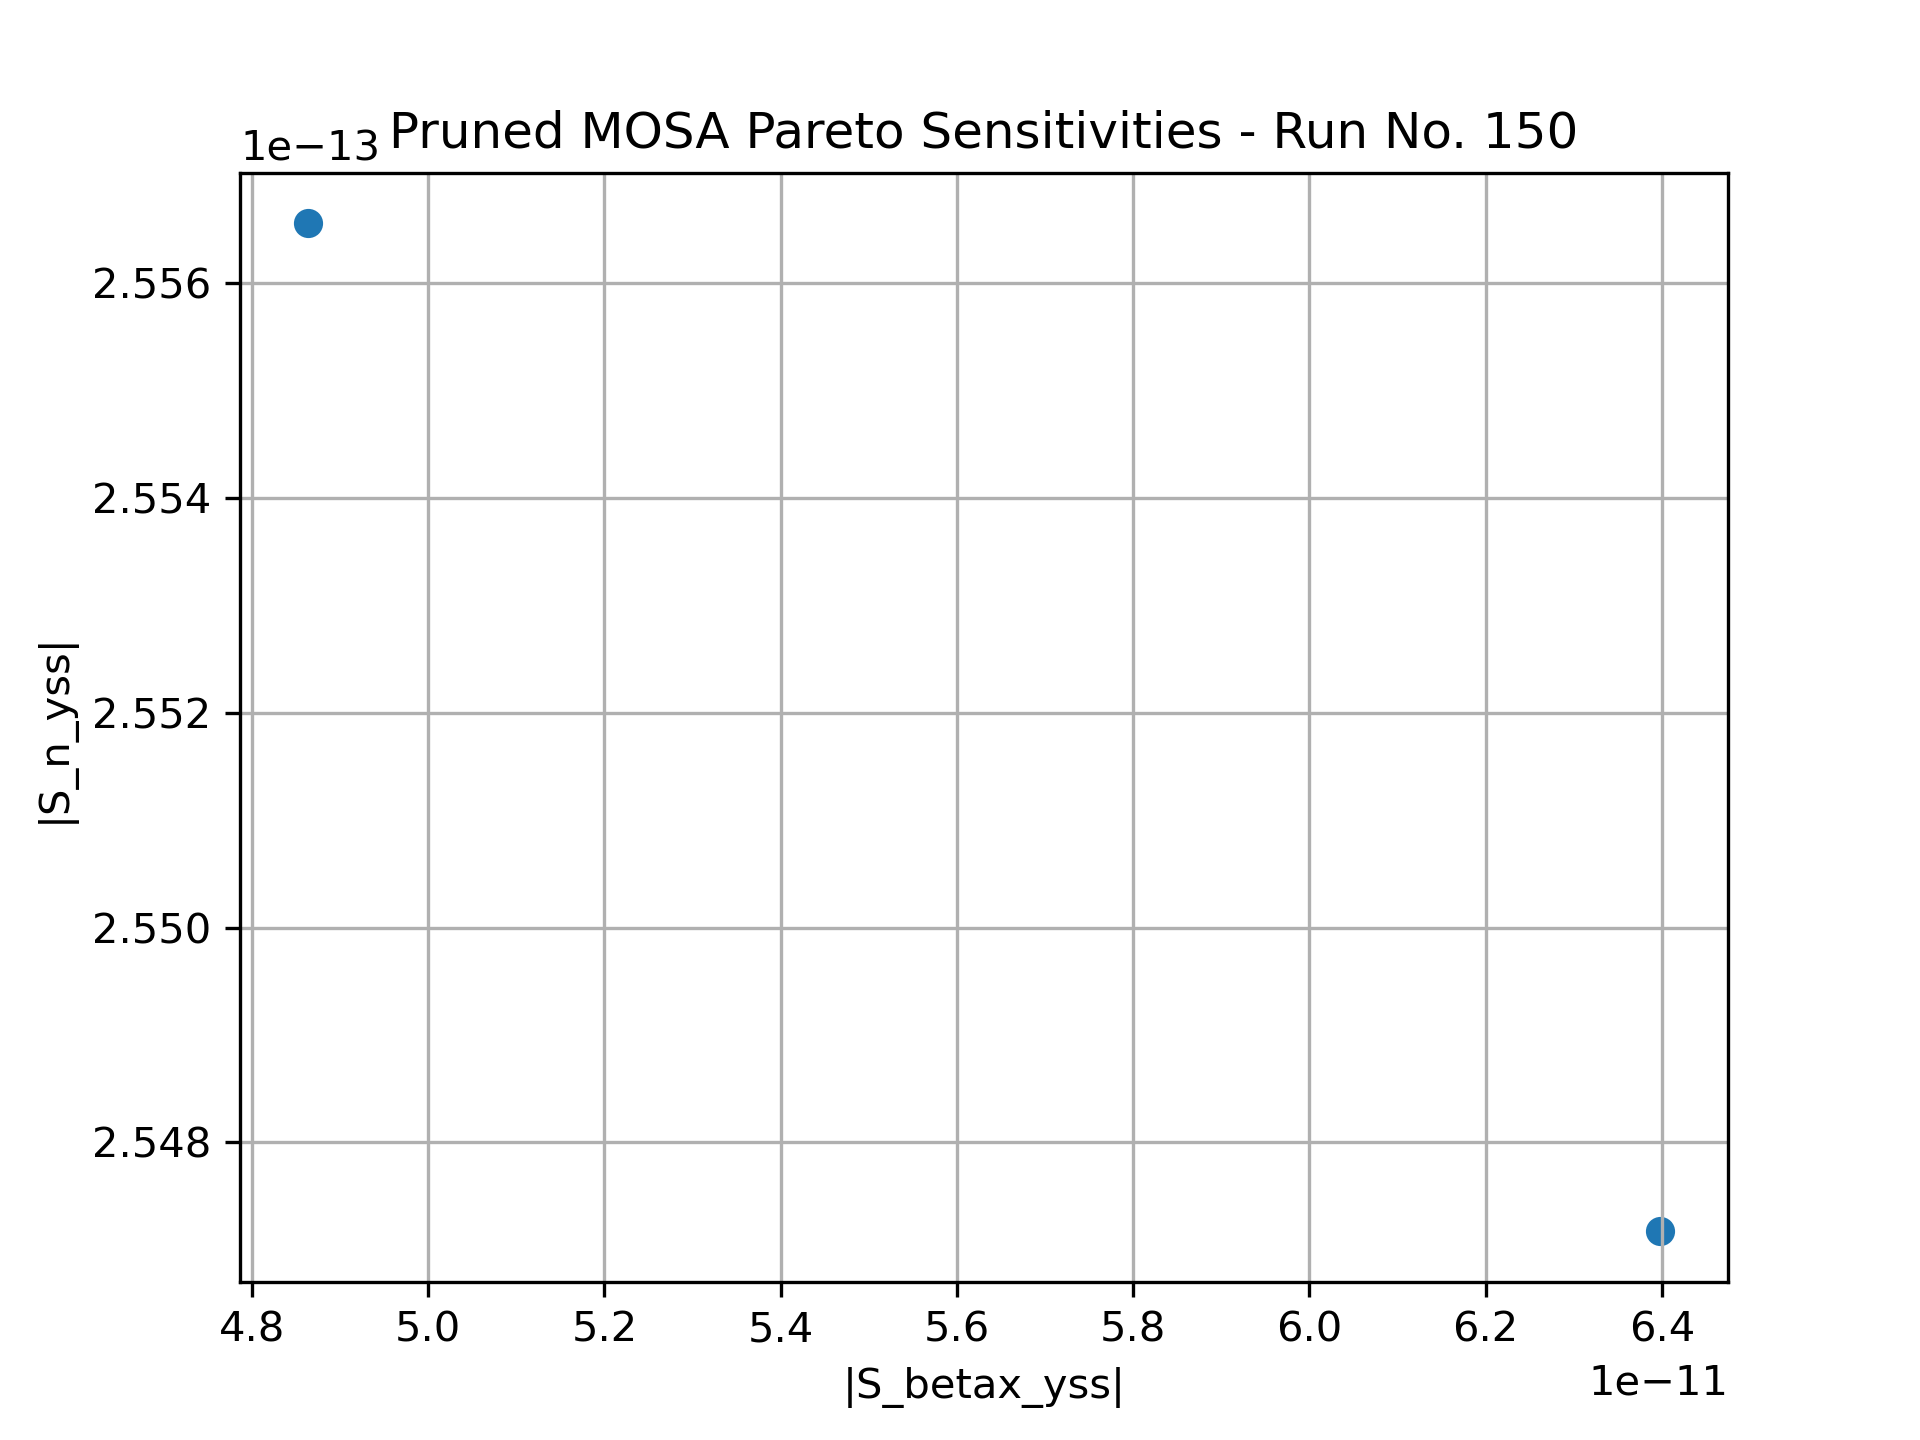 Pruned MOSA Pareto Sensitivities - Run No. 150
1e−13
2.556
2.554
2.552
2.550
2.548
|S_n_yss|
4.8 5.0 5.2 5.4 5.6 5.8 6.0 6.2 6.4
1e−11
|S_betax_yss|